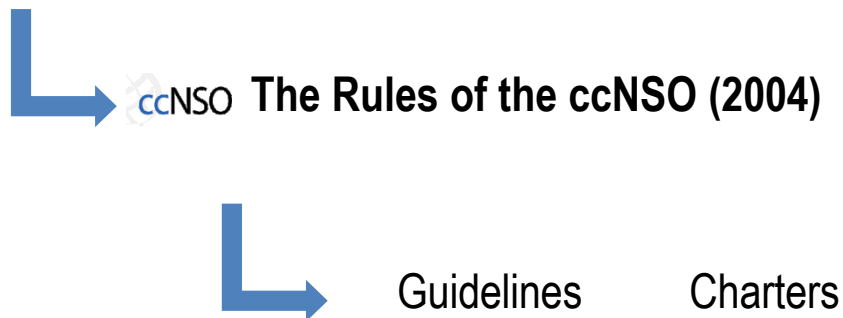 ccNSO The Rules of the ccNSO (2004)
Guidelines Charters